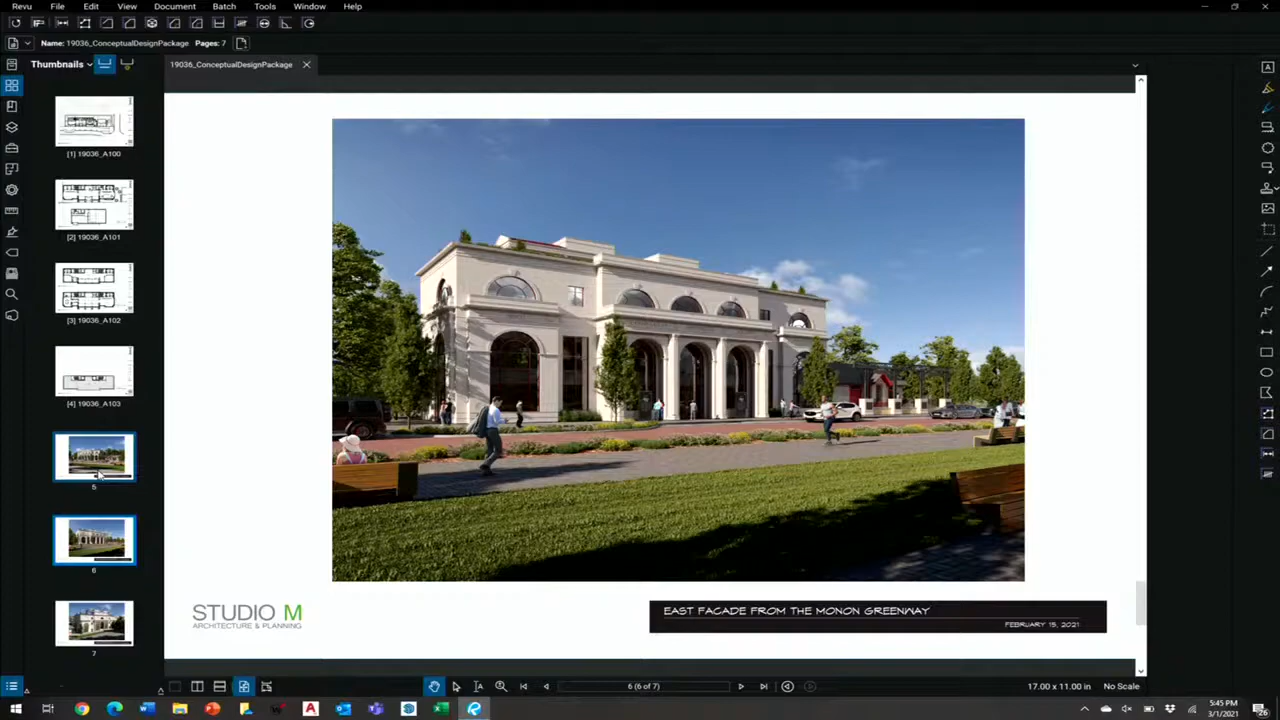 Revu File Edit View Document Batch Tools Window Help
Name: 19036_ConceptualDesignPackage Pages: 7
Thumbnails
19036_ConceptualDesignPackage
[1] 19036_A100
[2] 19036_A101
[3] 19036_A102
[4] 19036_A103
5
6
7
STUDIO M
ARCHITECTURE & PLANNING
EAST FACADE FROM THE MONON GREENWAY
FEBRUARY 15, 2021
6 (6 of 7)
17.00 x 11.00 in No Scale
5:45 PM
3/1/2021
26